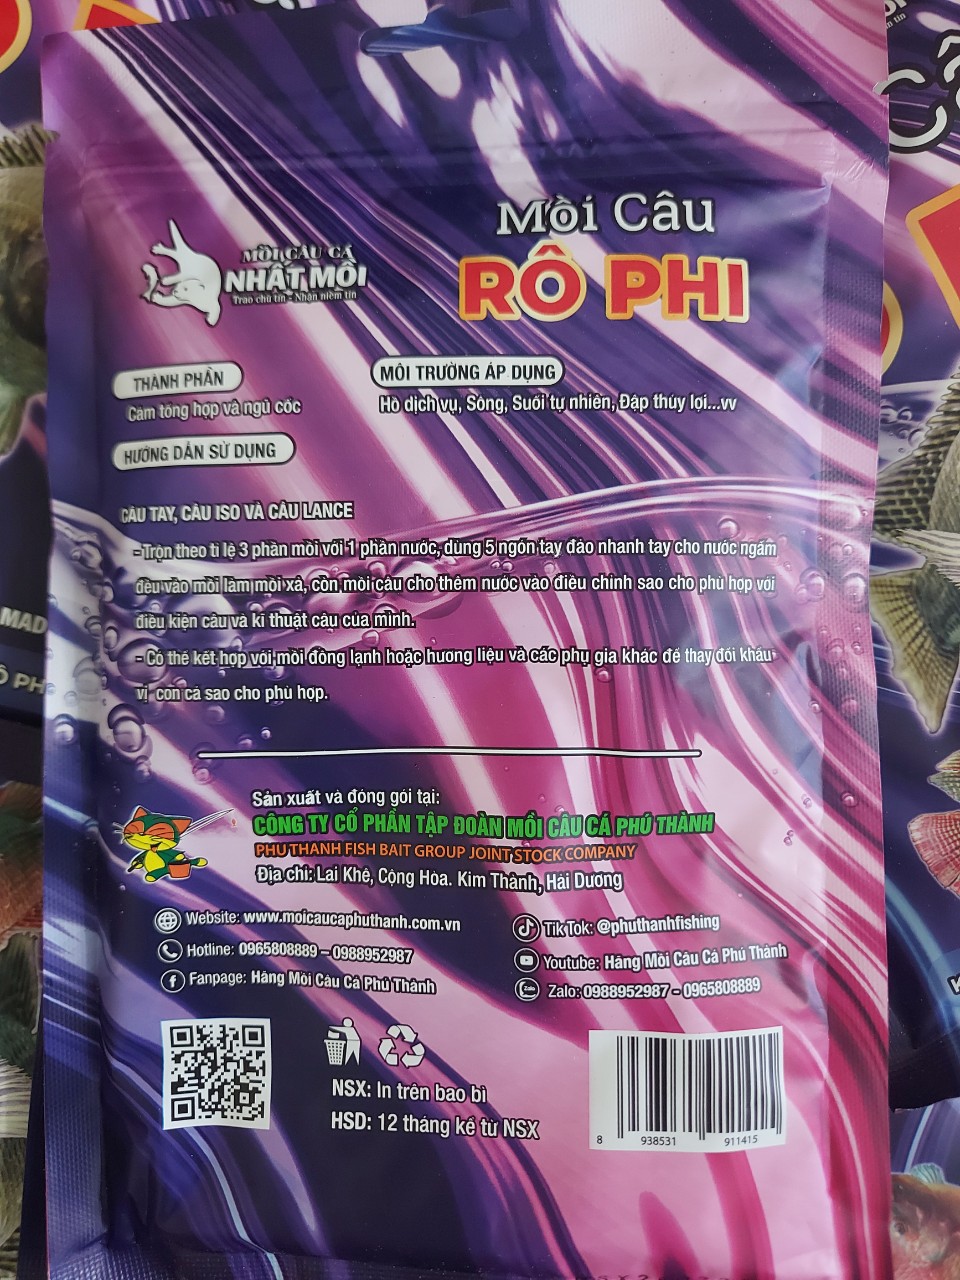 MỒI CÂU CÁ
NHẤT MỒI
Trao chữ tín - Nhận niềm tin
Mồi Câu
RÔ PHI
THÀNH PHẦN
Cám tổng hợp và ngũ cốc
MÔI TRƯỜNG ÁP DỤNG
Hồ dịch vụ, Sông, Suối tự nhiên, Đập thủy lợi...vv
HƯỚNG DẪN SỬ DỤNG
CÂU TAY, CÂU ISO VÀ CÂU LANCE
-Trộn theo tỉ lệ 3 phần mồi với 1 phần nước, dùng 5 ngón tay đảo nhanh tay cho nước ngấm
đều vào mồi làm mồi xả, còn mồi câu cho thêm nước vào điều chỉnh sao cho phù hợp với
điều kiện câu và kĩ thuật câu của mình.
- Có thể kết hợp với mồi đông lạnh hoặc hương liệu và các phụ gia khác để thay đổi khẩu
vị con cá sao cho phù hợp.
Sản xuất và đóng gói tại:
CÔNG TY CỔ PHẦN TẬP ĐOÀN MỒI CÂU CÁ PHÚ THÀNH
PHU THANH FISH BAIT GROUP JOINT STOCK COMPANY
Địa chỉ: Lai Khê, Cộng Hòa. Kim Thành, Hải Dương
Website: www.moicaucaphuthanh.com.vn
Hotline: 0965808889 – 0988952987
Fanpage: Hãng Mồi Câu Cá Phú Thành
TikTok: @phuthanhfishing
Youtube: Hãng Mồi Câu Cá Phú Thành
Zalo
Zalo: 0988952987 - 0965808889
NSX: In trên bao bì
HSD: 12 tháng kể từ NSX
8 938531 911415
MAD